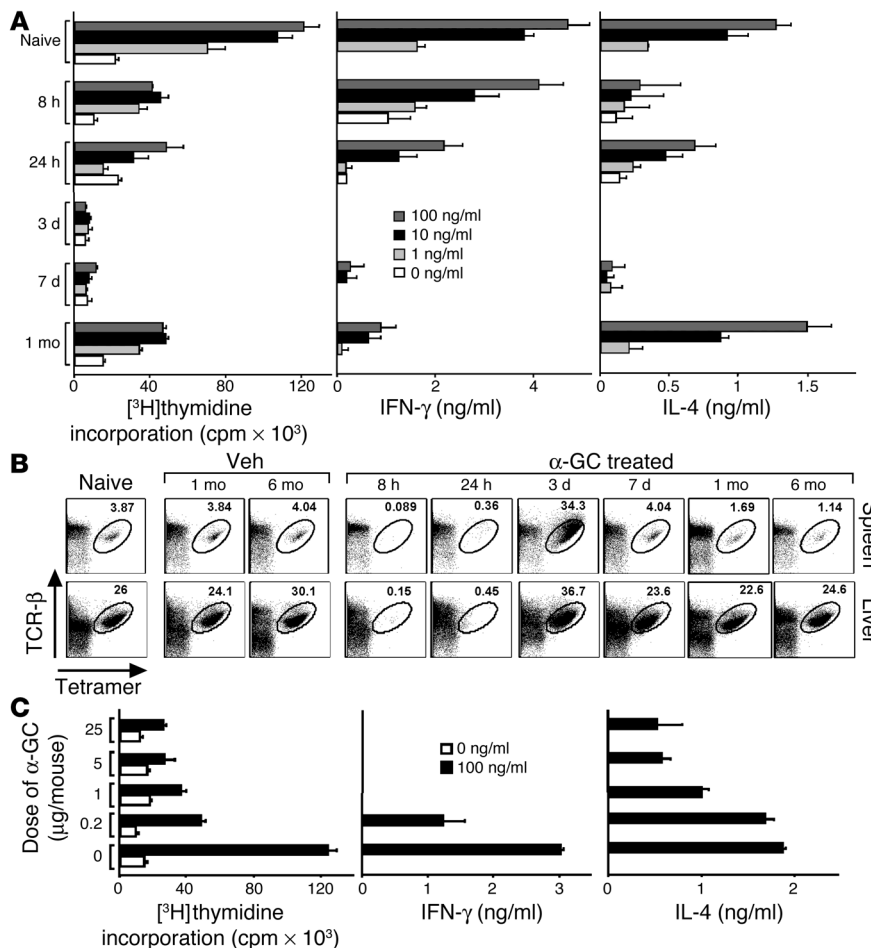 A
Naive
8 h
24 h
3 d
7 d
1 mo
100 ng/ml
10 ng/ml
1 ng/ml
0 ng/ml
0 40 80 120
0 2 4
0 0.5 1 1.5
[³H]thymidine
incorporation (cpm × 10³)
IFN-γ (ng/ml)
IL-4 (ng/ml)
B
Veh
α-GC treated
Naive 1 mo 6 mo 8 h 24 h 3 d 7 d 1 mo 6 mo
3.87 3.84 4.04 0.089 0.36 34.3 4.04 1.69 1.14
Spleen
26 24.1 30.1 0.15 0.45 36.7 23.6 22.6 24.6
Liver
TCR-β
Tetramer
C
Dose of α-GC
(μg/mouse)
25
5
1
0.2
0
0 ng/ml
100 ng/ml
0 40 80 120
0 1 2 3
0 1 2
[³H]thymidine
incorporation (cpm × 10³)
IFN-γ (ng/ml)
IL-4 (ng/ml)